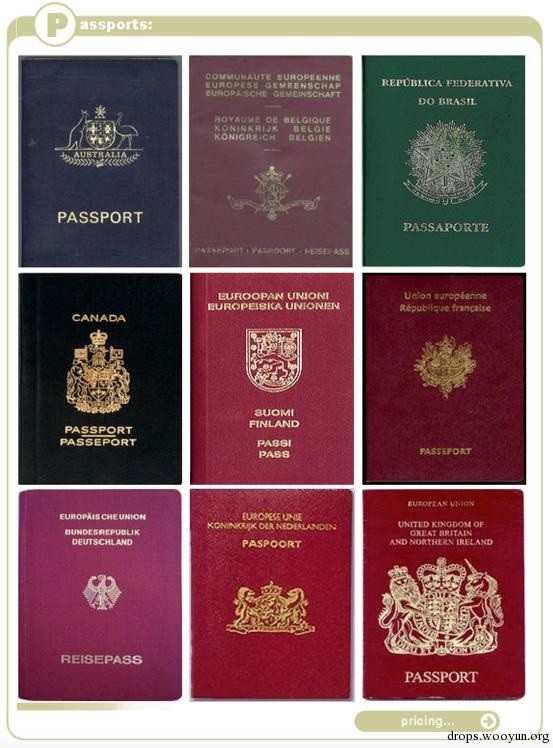 Passports:
AUSTRALIA
PASSPORT
COMMUNAUTE EUROPEENNE
EUROPESE GEMEENSCHAP
EUROPÄISCHE GEMEINSCHAFT
ROYAUME DE BELGIQUE
KONINKRIJK BELGIE
KÖNIGREICH BELGIEN
PASSEPORT - PASPOORT - REISEPASS
REPÚBLICA FEDERATIVA
DO BRASIL
PASSAPORTE
CANADA
PASSPORT
PASSEPORT
EUROOPAN UNIONI
EUROPEISKA UNIONEN
SUOMI
FINLAND
PASSI
PASS
Union européenne
République française
PASSEPORT
EUROPÄISCHE UNION
BUNDESREPUBLIK
DEUTSCHLAND
REISEPASS
EUROPESE UNIE
KONINKRIJK DER NEDERLANDEN
PASPOORT
EUROPEAN UNION
UNITED KINGDOM OF
GREAT BRITAIN
AND NORTHERN IRELAND
PASSPORT
pricing...
drops.wooyun.org